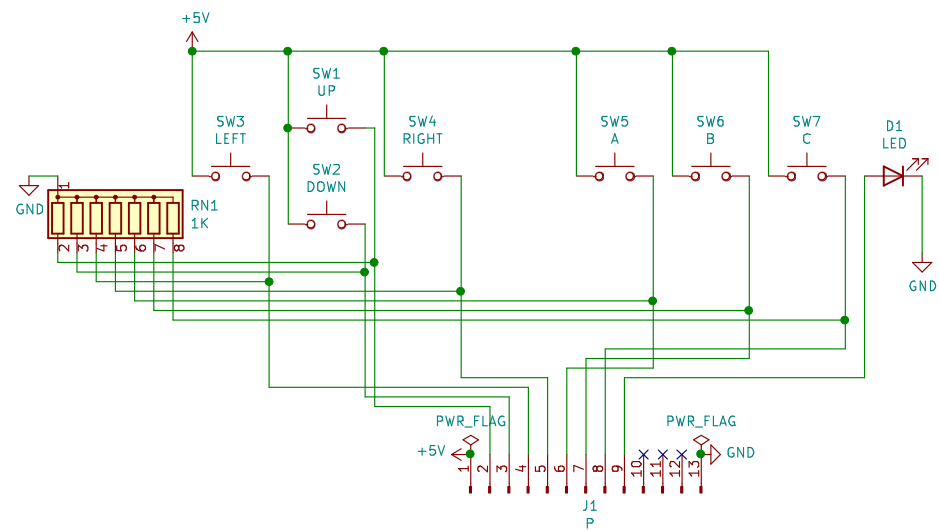 +5V
SW1
UP
SW3
LEFT
SW4
RIGHT
SW5
A
SW6
B
SW7
C
D1
LED
SW2
DOWN
1
GND
RN1
1K
2 3 4 5 6 7 8
GND
PWR_FLAG
PWR_FLAG
+5V
GND
1 2 3 4 5 6 7 8 9 10 11 12 13
J1
P